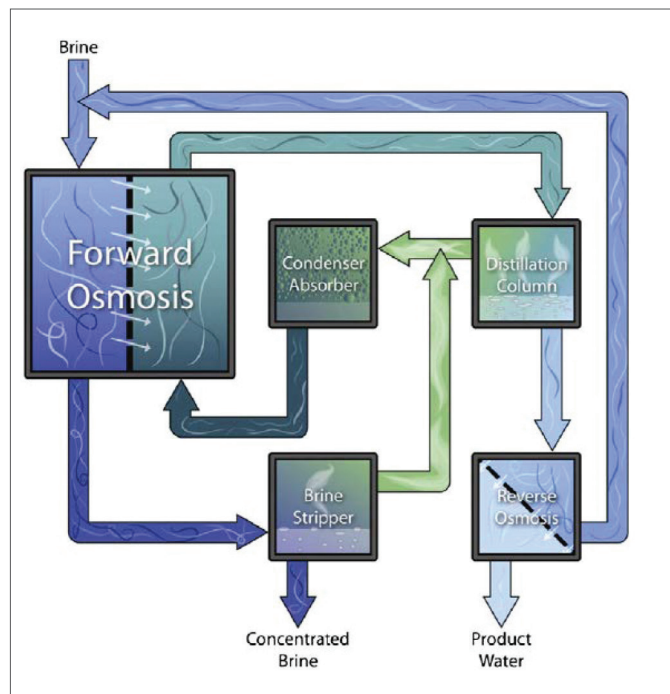 Brine
Forward
Osmosis
Condenser
Absorber
Distillation
Column
Brine
Stripper
Reverse
Osmosis
Concentrated
Brine
Product
Water